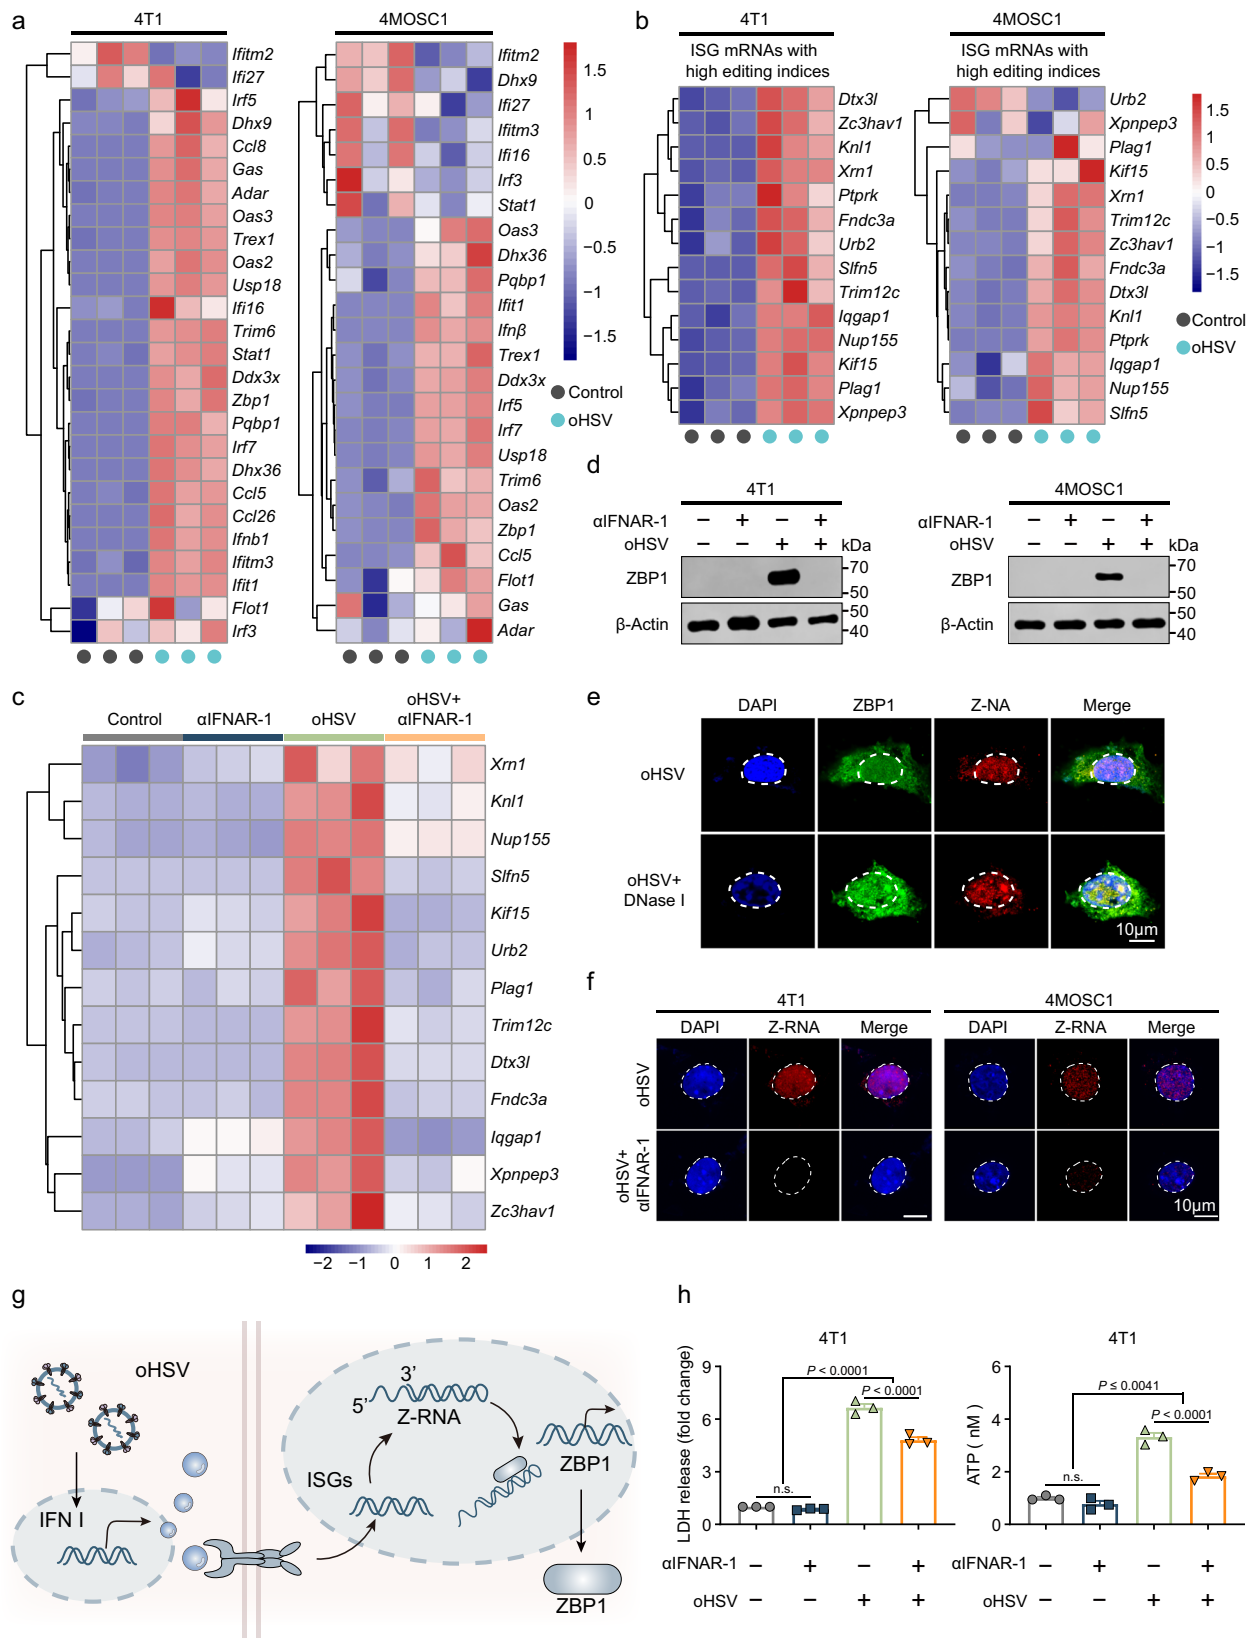 a
4T1
4MOSC1
Ifitm2
Ifi27
Irf5
Dhx9
Ccl8
Gas
Adar
Oas3
Trex1
Oas2
Usp18
Ifi16
Trim6
Stat1
Ddx3x
Zbp1
Pqbp1
Irf7
Dhx36
Ccl5
Ccl26
Ifnb1
Ifitm3
Ifit1
Flot1
Irf3
Ifitm2
Dhx9
Ifi27
Ifitm3
Ifi16
Irf3
Stat1
Oas3
Dhx36
Pqbp1
Ifit1
Ifnβ
Trex1
Ddx3x
Irf5
Irf7
Usp18
Trim6
Oas2
Zbp1
Ccl5
Flot1
Gas
Adar
1.5
1
0.5
0
−0.5
−1
−1.5
Control
oHSV
b
4T1
4MOSC1
ISG mRNAs with
high editing indices
ISG mRNAs with
high editing indices
Dtx3l
Zc3hav1
Knl1
Xrn1
Ptprk
Fndc3a
Urb2
Slfn5
Trim12c
Iqgap1
Nup155
Kif15
Plag1
Xpnpep3
Urb2
Xpnpep3
Plag1
Kif15
Xrn1
Trim12c
Zc3hav1
Fndc3a
Dtx3l
Knl1
Ptprk
Iqgap1
Nup155
Slfn5
1.5
1
0.5
0
−0.5
−1
−1.5
Control
oHSV
c
Control
αIFNAR-1
oHSV
oHSV+
αIFNAR-1
Xrn1
Knl1
Nup155
Slfn5
Kif15
Urb2
Plag1
Trim12c
Dtx3l
Fndc3a
Iqgap1
Xpnpep3
Zc3hav1
−2 −1 0 1 2
d
4T1
4MOSC1
αIFNAR-1 − + − +
oHSV − − + + kDa
ZBP1
70
50
β-Actin
50
40
αIFNAR-1 − + − +
oHSV − − + + kDa
ZBP1
70
50
β-Actin
50
40
e
DAPI ZBP1 Z-NA Merge
oHSV
oHSV+
DNase I
10μm
f
4T1
4MOSC1
DAPI Z-RNA Merge
DAPI Z-RNA Merge
oHSV
oHSV+
αIFNAR-1
10μm
g
oHSV
IFN I
5’
3’
Z-RNA
ISGs
ZBP1
ZBP1
h
4T1
LDH release (fold change)
9
6
3
0
P < 0.0001
P < 0.0001
n.s.
αIFNAR-1 − + − +
oHSV − − + +
4T1
ATP ( nM )
6
4
2
0
P ≤ 0.0041
P < 0.0001
n.s.
αIFNAR-1 − + − +
oHSV − − + +